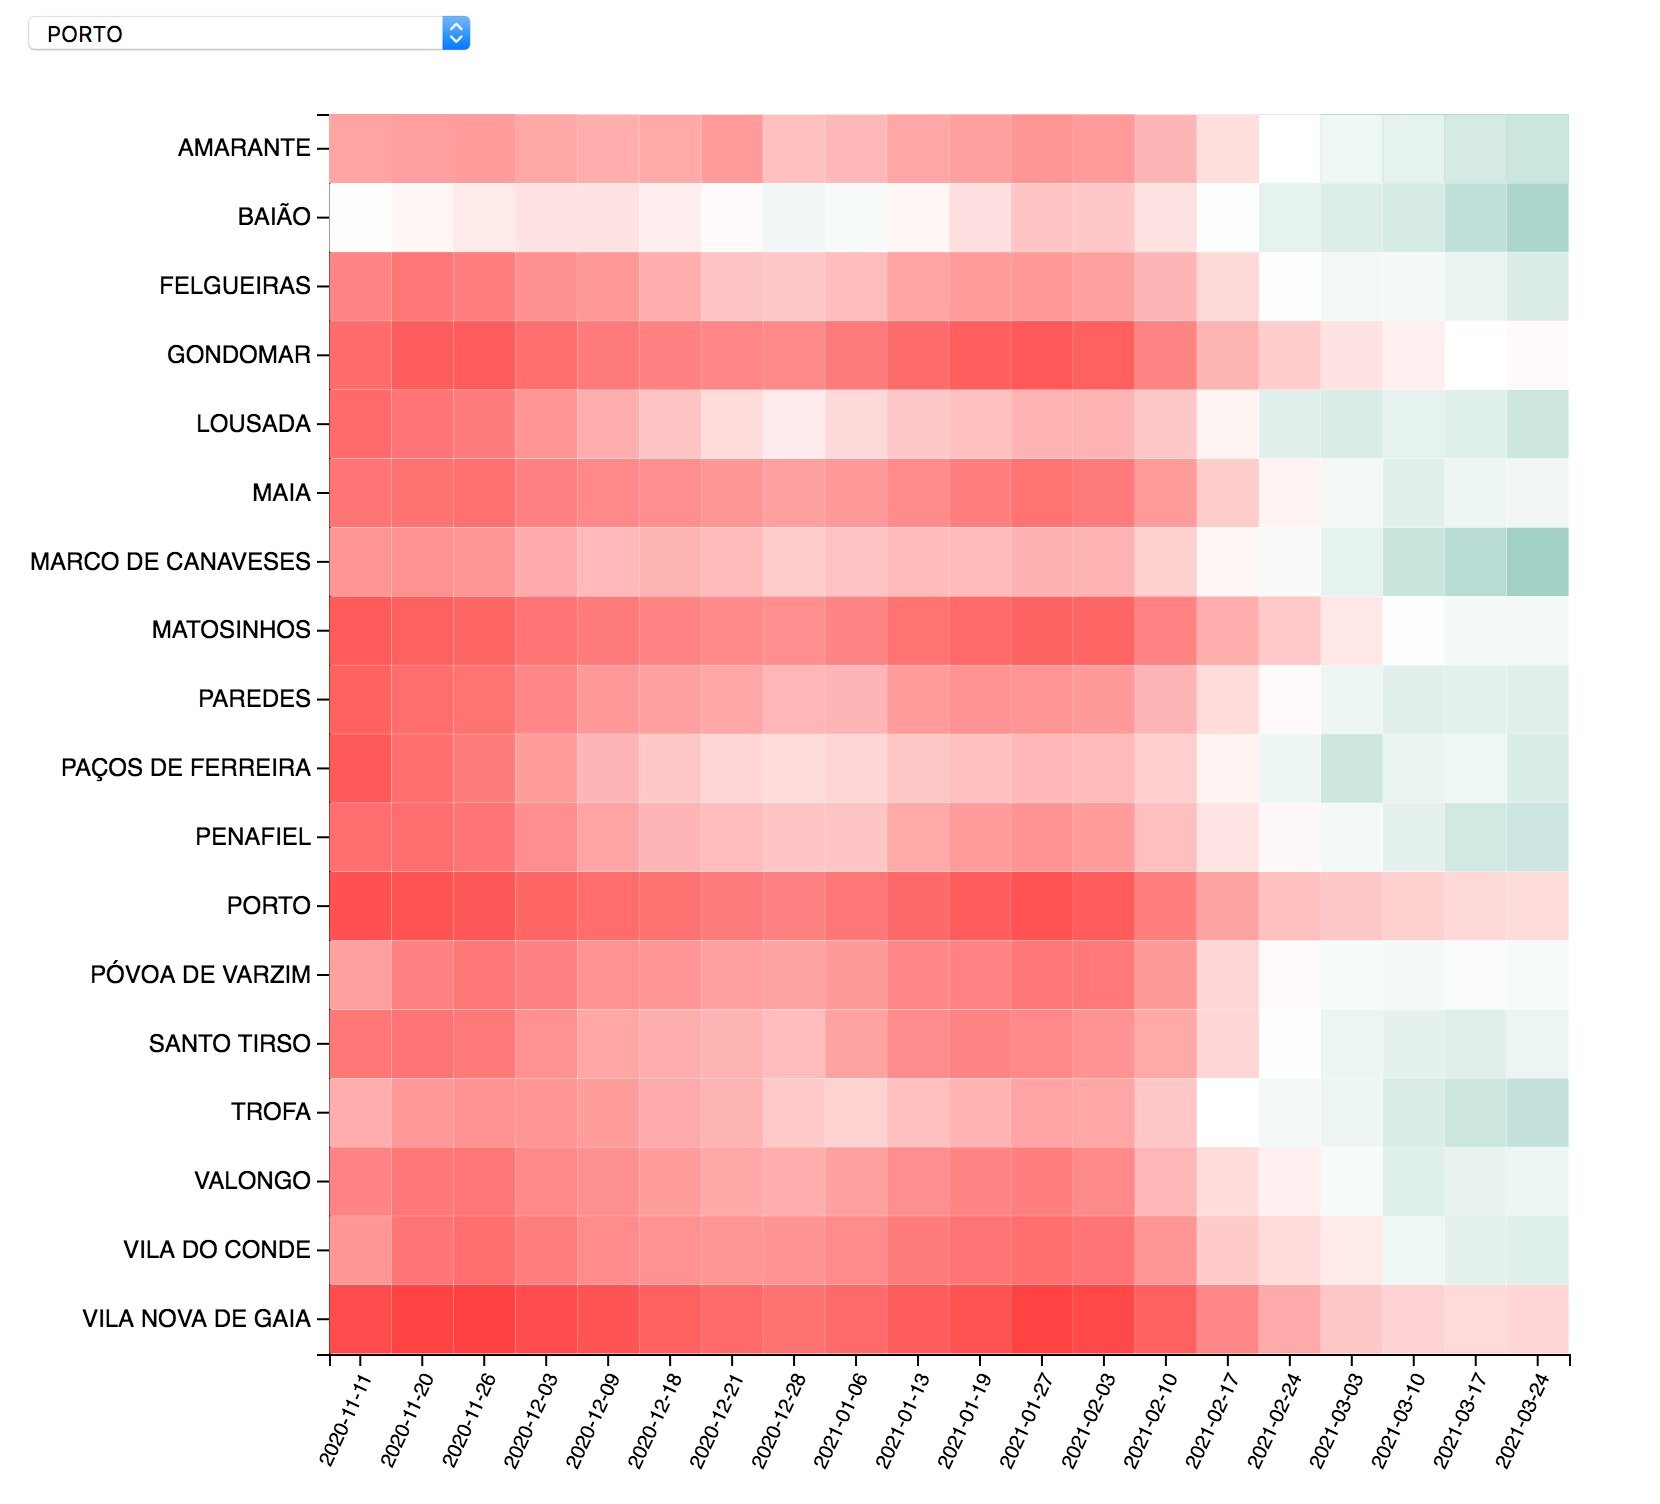 PORTO
AMARANTE
BAIÃO
FELGUEIRAS
GONDOMAR
LOUSADA
MAIA
MARCO DE CANAVESES
MATOSINHOS
PAREDES
PAÇOS DE FERREIRA
PENAFIEL
PORTO
PÓVOA DE VARZIM
SANTO TIRSO
TROFA
VALONGO
VILA DO CONDE
VILA NOVA DE GAIA
2020-11-11
2020-11-20
2020-11-26
2020-12-03
2020-12-09
2020-12-18
2020-12-21
2020-12-28
2021-01-06
2021-01-13
2021-01-19
2021-01-27
2021-02-03
2021-02-10
2021-02-17
2021-02-24
2021-03-03
2021-03-10
2021-03-17
2021-03-24